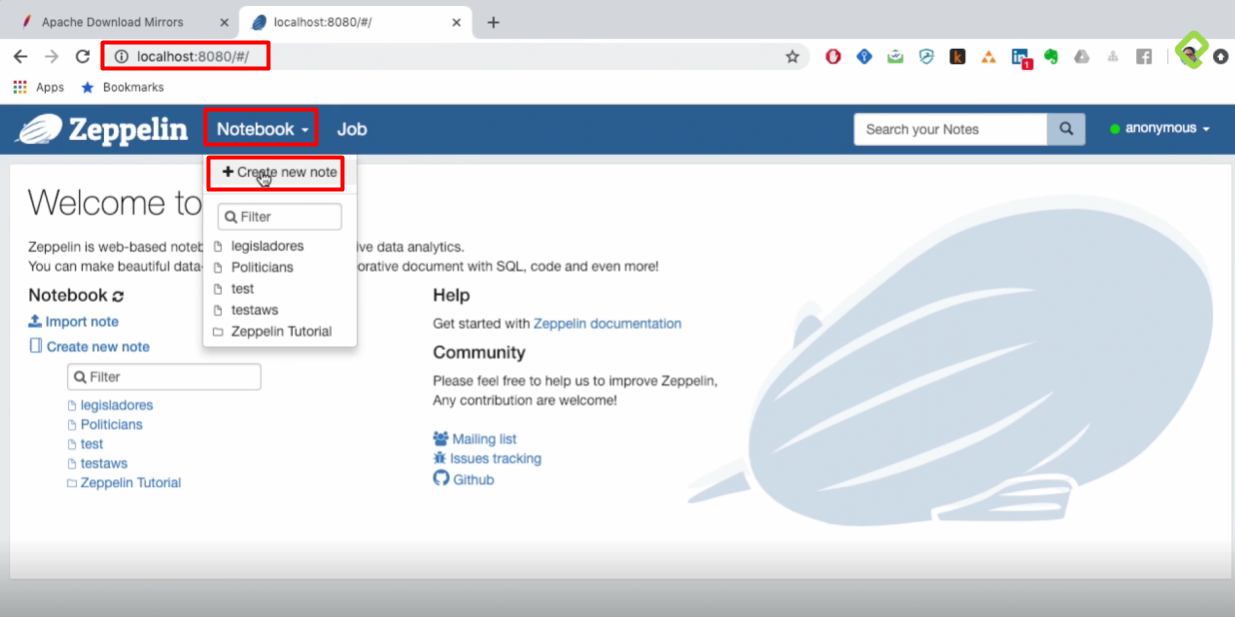 Apache Download Mirrors
localhost:8080/#/
localhost:8080/#/
1
Apps
Bookmarks
Zeppelin
Notebook
Job
Search your Notes
anonymous
Create new note
Filter
legisladores
Politicians
test
testaws
Zeppelin Tutorial
Welcome to
Zeppelin is web-based noteb
ive data analytics.
You can make beautiful data-
orative document with SQL, code and even more!
Notebook
Import note
Create new note
Filter
legisladores
Politicians
test
testaws
Zeppelin Tutorial
Help
Get started with Zeppelin documentation
Community
Please feel free to help us to improve Zeppelin,
Any contribution are welcome!
Mailing list
Issues tracking
Github